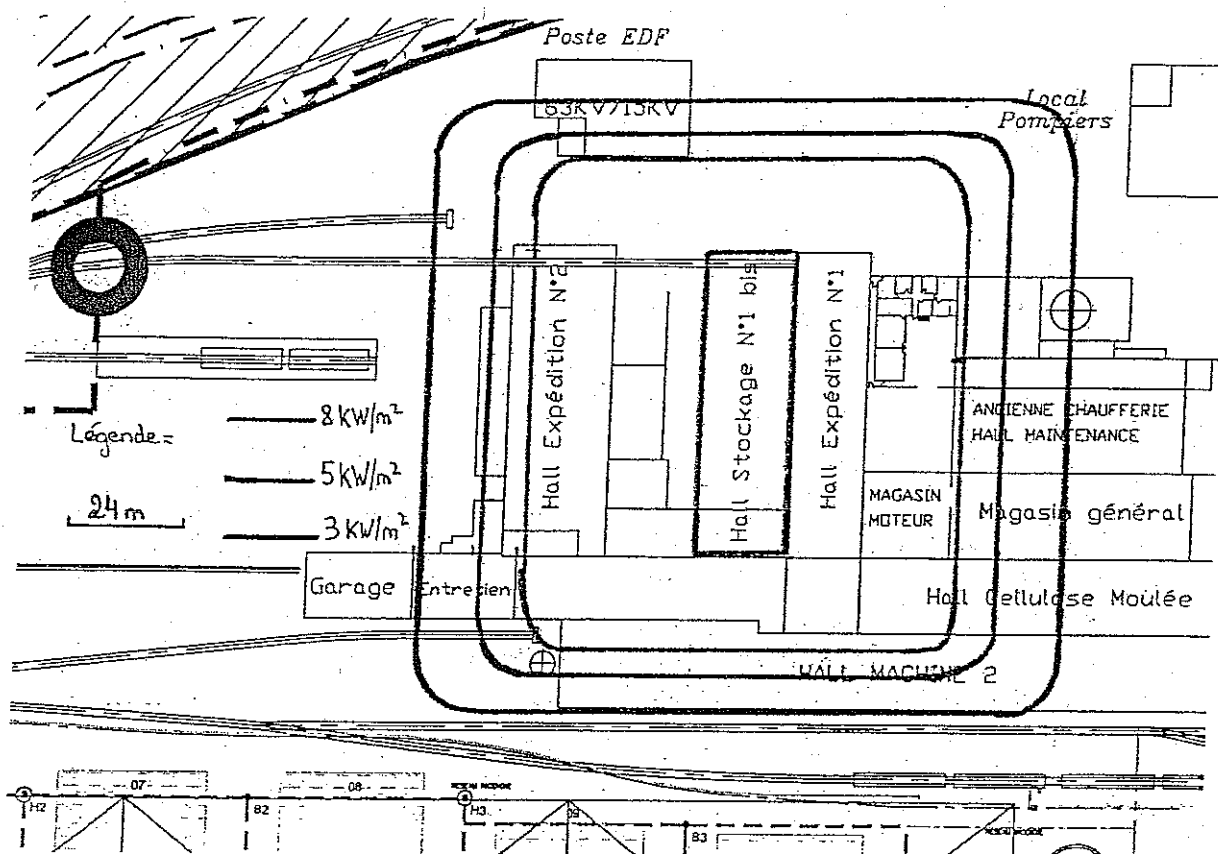 Poste EDF
63KV/15KV
Local
Pompiers
Hall Expédition N°2
Hall Stockage N°1 bis
Hall Expédition N°1
Légende =
8 KW/m²
5 KW/m²
24 m
3 KW/m²
ANCIENNE CHAUFFERIE
HALL MAINTENANCE
MAGASIN
MOTEUR
Magasin général
Garage
Entretien
Hall Cellulose Moulée
HALL MACHINE 2
07
08
H2
B2
H3
09
B3